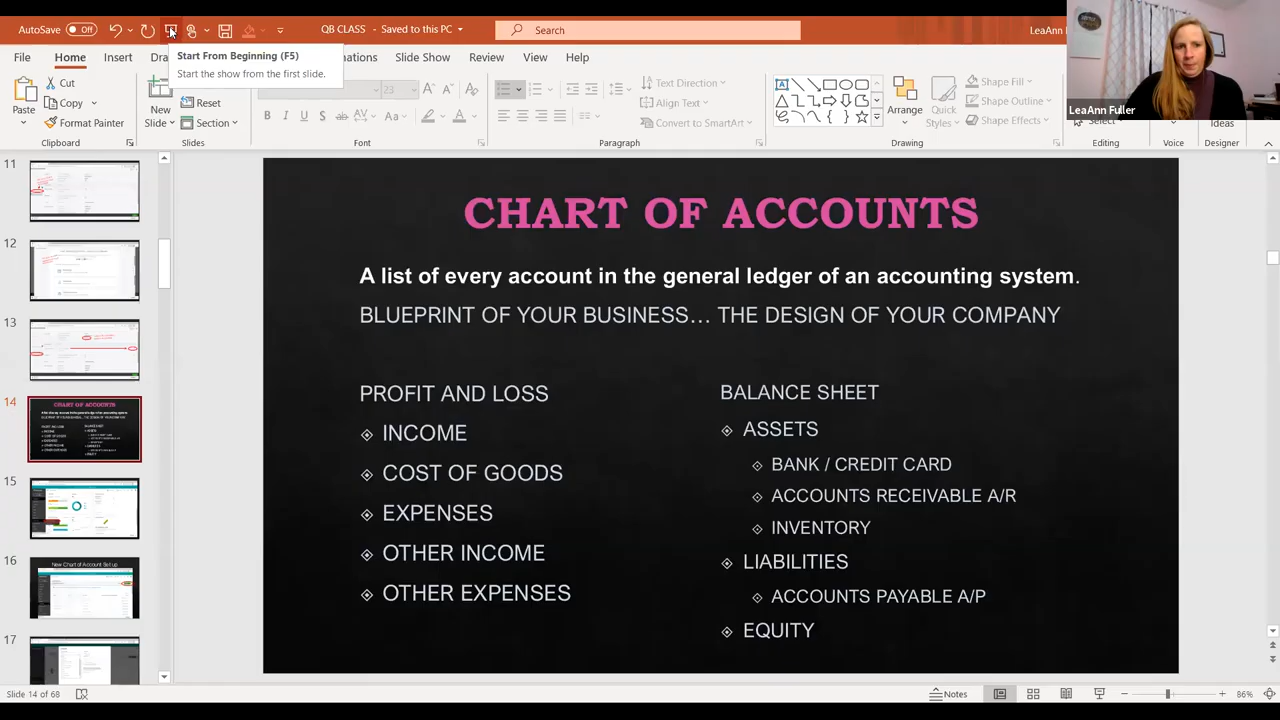 AutoSave Off
QB CLASS - Saved to this PC
Search
LeaAnn
Start From Beginning (F5)
Start the show from the first slide.
File Home Insert Dra ations Slide Show Review View Help
Paste
Cut
Copy
Format Painter
New
Slide
Reset
Section
23
Text Direction
Align Text
Convert to SmartArt
Arrange
Quick
Styles
Shape Fill
Shape Outline
Shape Effects
Select
Ideas
LeaAnn Fuller
Clipboard Slides Font Paragraph Drawing Editing Voice Designer
11
12
13
14
15
16
17
New Chart of Account Set up
CHART OF ACCOUNTS
A list of every account in the general ledger of an accounting system.
BLUEPRINT OF YOUR BUSINESS... THE DESIGN OF YOUR COMPANY
PROFIT AND LOSS
INCOME
COST OF GOODS
EXPENSES
OTHER INCOME
OTHER EXPENSES
BALANCE SHEET
ASSETS
BANK / CREDIT CARD
ACCOUNTS RECEIVABLE A/R
INVENTORY
LIABILITIES
ACCOUNTS PAYABLE A/P
EQUITY
Slide 14 of 68
Notes
86%